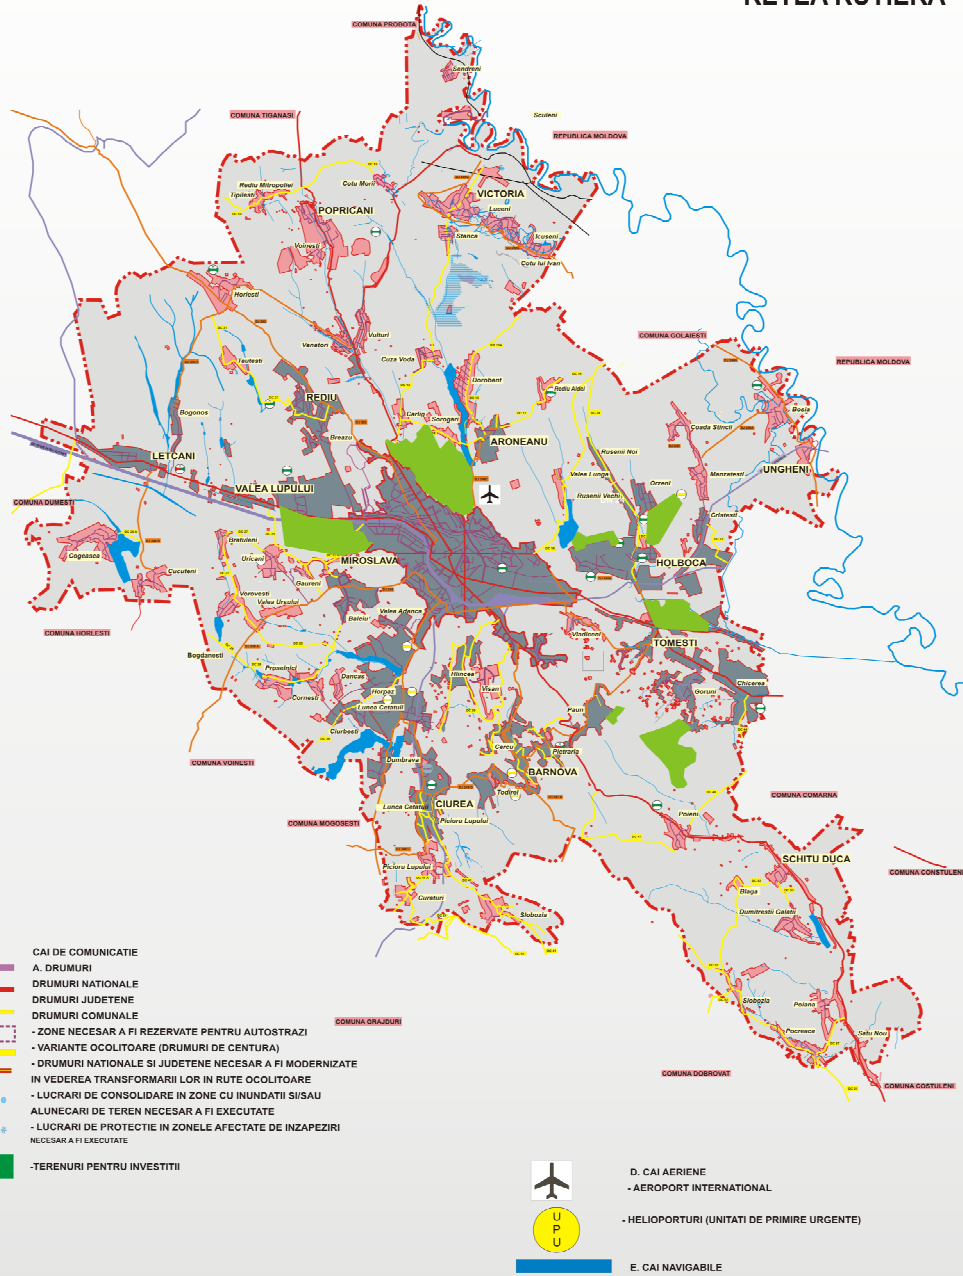 RETEA RUTIERA
COMUNA PROBOTA
Sendreni
COMUNA TIGANASI
Sculeni
REPUBLICA MOLDOVA
Rediu Mitropoliei
Cotu Morii
Tipilesti
VICTORIA
POPRICANI
Luceni
Stanca
Icuseni
Voinesti
Cotu lui Ivan
Horlesti
Vulturi
Vanatori
COMUNA GOLAIESTI
Cuza Voda
REPUBLICA MOLDOVA
Tautesti
Dorobant
Rediu Aldei
REDIU
Bogonos
Carlig
Sorogari
Bosia
Coada Stincii
Breazu
ARONEANU
LETCANI
Rusenii Noi
UNGHENI
VALEA LUPULUI
Valea Lunga
Orzeni
Manzatesti
Rusenii Vechi
COMUNA DUMESTI
Cristesti
Bratuleni
Cogeasca
Uricani
MIROSLAVA
HOLBOCA
Cucuteni
Gaureni
Vorovesti
Valea Ursului
Valea Adanca
Balciu
COMUNA HORLESTI
Vladiceni
TOMESTI
Bogdanesti
Proselnici
Dancas
Hlincea
Chicerea
Cornesti
Horpaz
Visan
Goruni
Lunca Cetatuii
Paun
Ciurbesti
Cercu
Pietraria
COMUNA VOINESTI
Dumbrava
BARNOVA
Todirel
COMUNA COMARNA
Lunca Cetatuii
CIUREA
COMUNA MOGOSESTI
Picioru Lupului
Poieni
SCHITU DUCA
Picioru Lupului
COMUNA CONSTULENI
Blaga
Curaturi
Slobozia
Dumitrestii Galatii
CAI DE COMUNICATIE
A. DRUMURI
DRUMURI NATIONALE
DRUMURI JUDETENE
DRUMURI COMUNALE
- ZONE NECESAR A FI REZERVATE PENTRU AUTOSTRAZI
- VARIANTE OCOLITOARE (DRUMURI DE CENTURA)
- DRUMURI NATIONALE SI JUDETENE NECESAR A FI MODERNIZATE
IN VEDEREA TRANSFORMARII LOR IN RUTE OCOLITOARE
- LUCRARI DE CONSOLIDARE IN ZONE CU INUNDATII SI/SAU
ALUNECARI DE TEREN NECESAR A FI EXECUTATE
- LUCRARI DE PROTECTIE IN ZONELE AFECTATE DE INZAPEZIRI
NECESAR A FI EXECUTATE
-TERENURI PENTRU INVESTITII
COMUNA GRAJDURI
Slobozia
Poiana
Pocreaca
Satu Nou
COMUNA DOBROVAT
COMUNA COSTULENI
D. CAI AERIENE
- AEROPORT INTERNATIONAL
U
P
U
- HELIOPORTURI (UNITATI DE PRIMIRE URGENTE)
E. CAI NAVIGABILE